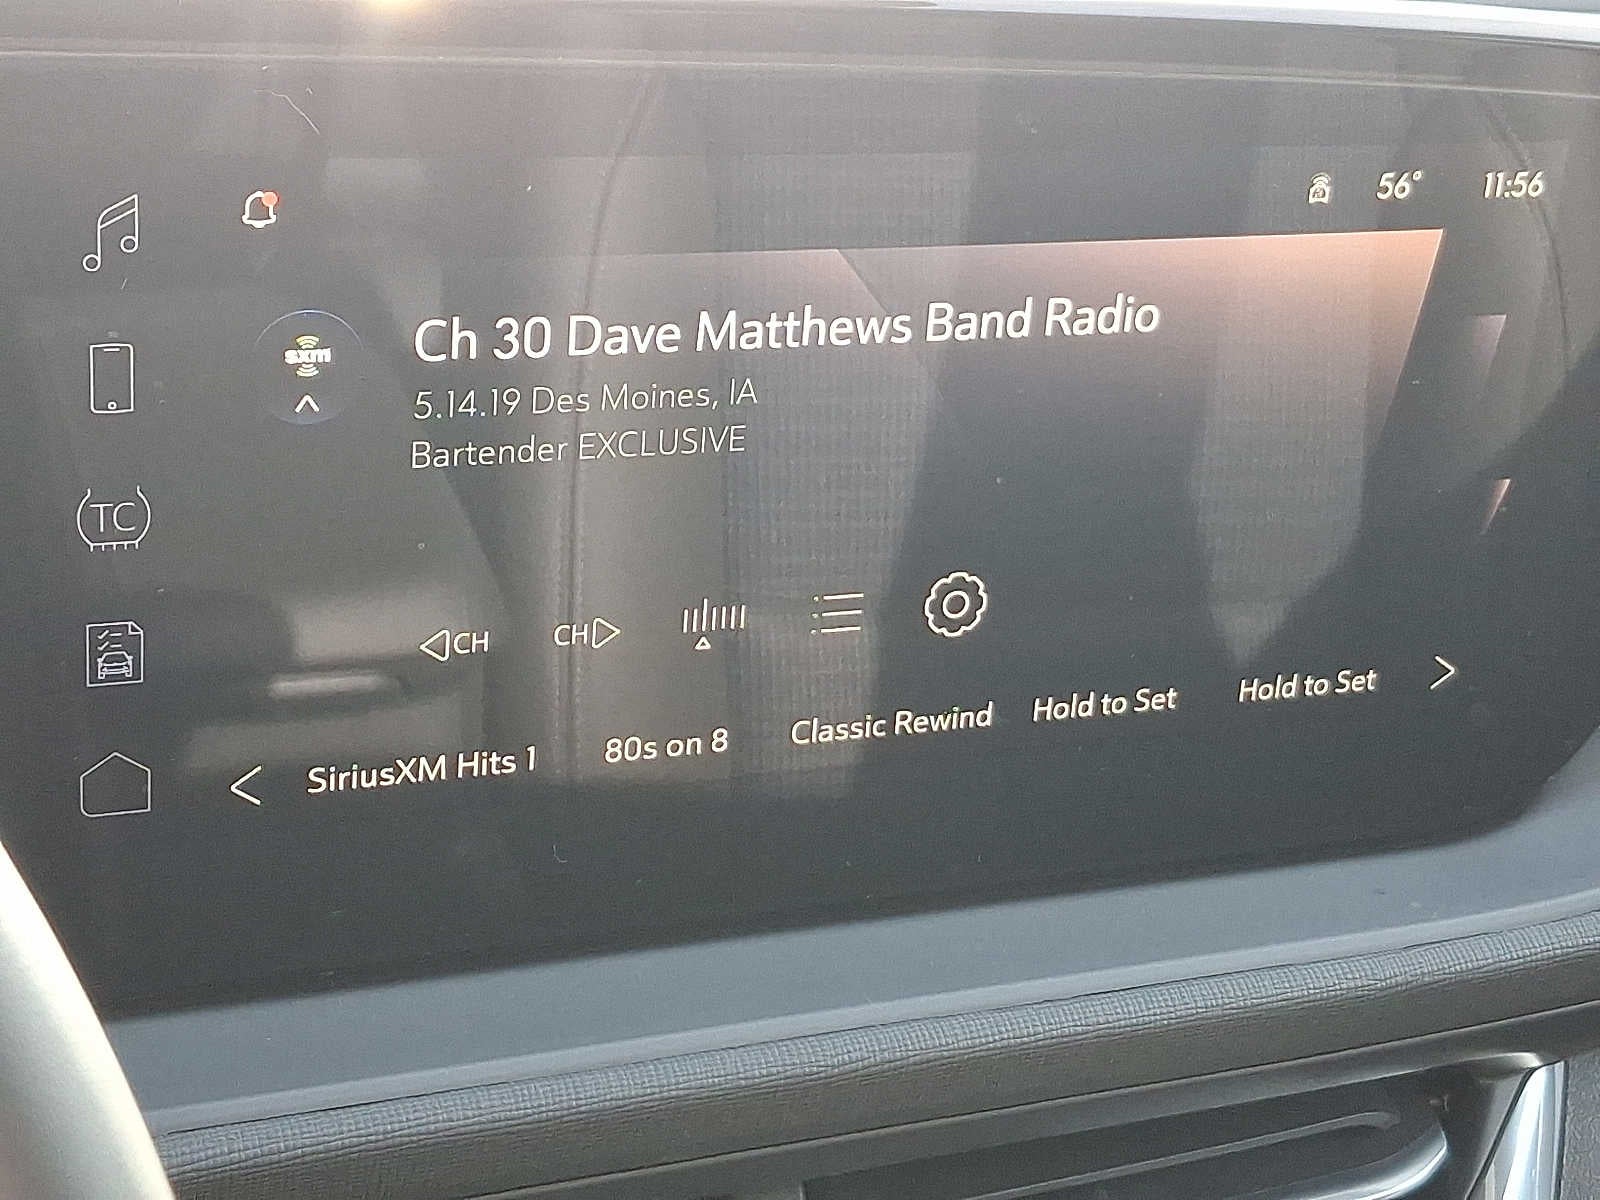 56° 11:56
sxm
Ch 30 Dave Matthews Band Radio
5.14.19 Des Moines, IA
Bartender EXCLUSIVE
TC
CH CH
SiriusXM Hits 1 80s on 8 Classic Rewind Hold to Set Hold to Set